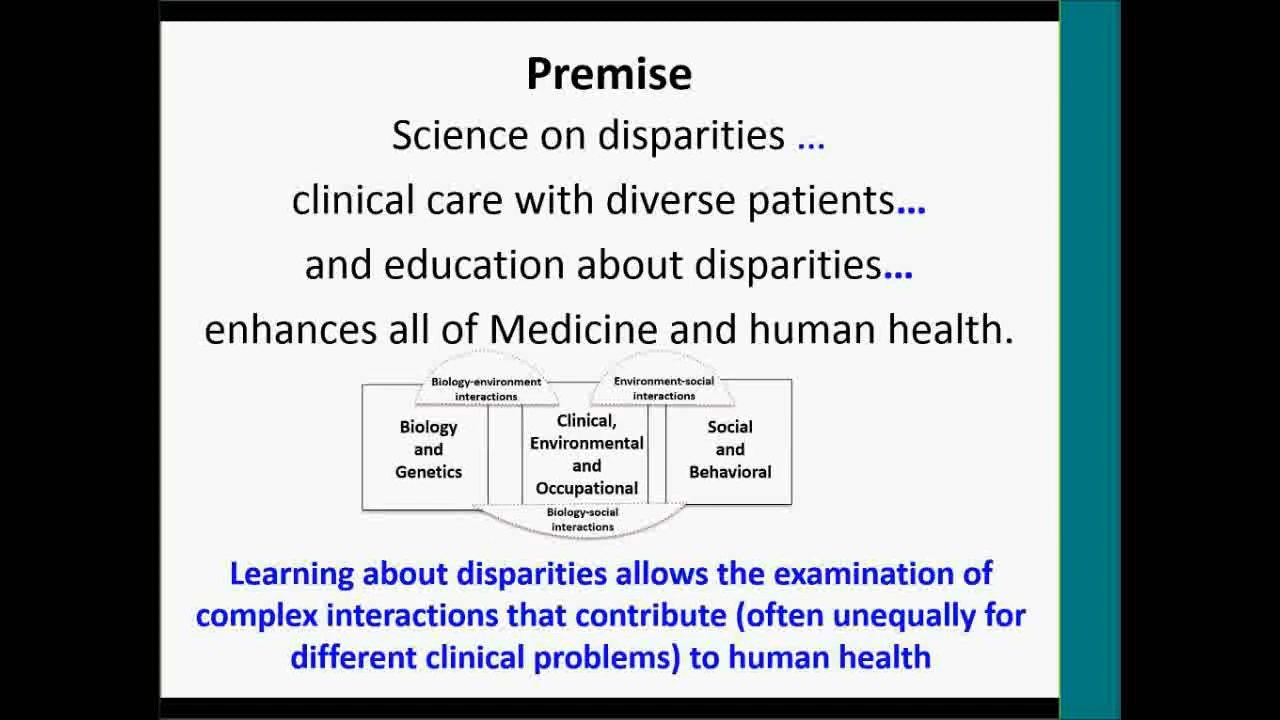 Premise
Science on disparities ...
clinical care with diverse patients...
and education about disparities...
enhances all of Medicine and human health.
Biology-environment
interactions
Environment-social
interactions
Biology
and
Genetics
Clinical,
Environmental
and
Occupational
Social
and
Behavioral
Biology-social
interactions
Learning about disparities allows the examination of
complex interactions that contribute (often unequally for
different clinical problems) to human health